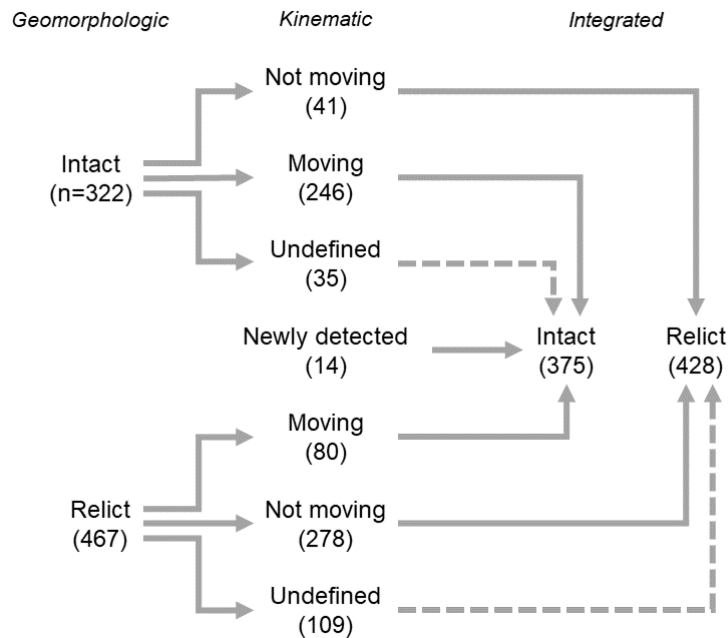 Geomorphologic Kinematic Integrated
Not moving
(41)
Intact
(n=322)
Moving
(246)
Undefined
(35)
Newly detected
(14)
Intact
(375)
Relict
(428)
Moving
(80)
Relict
(467)
Not moving
(278)
Undefined
(109)